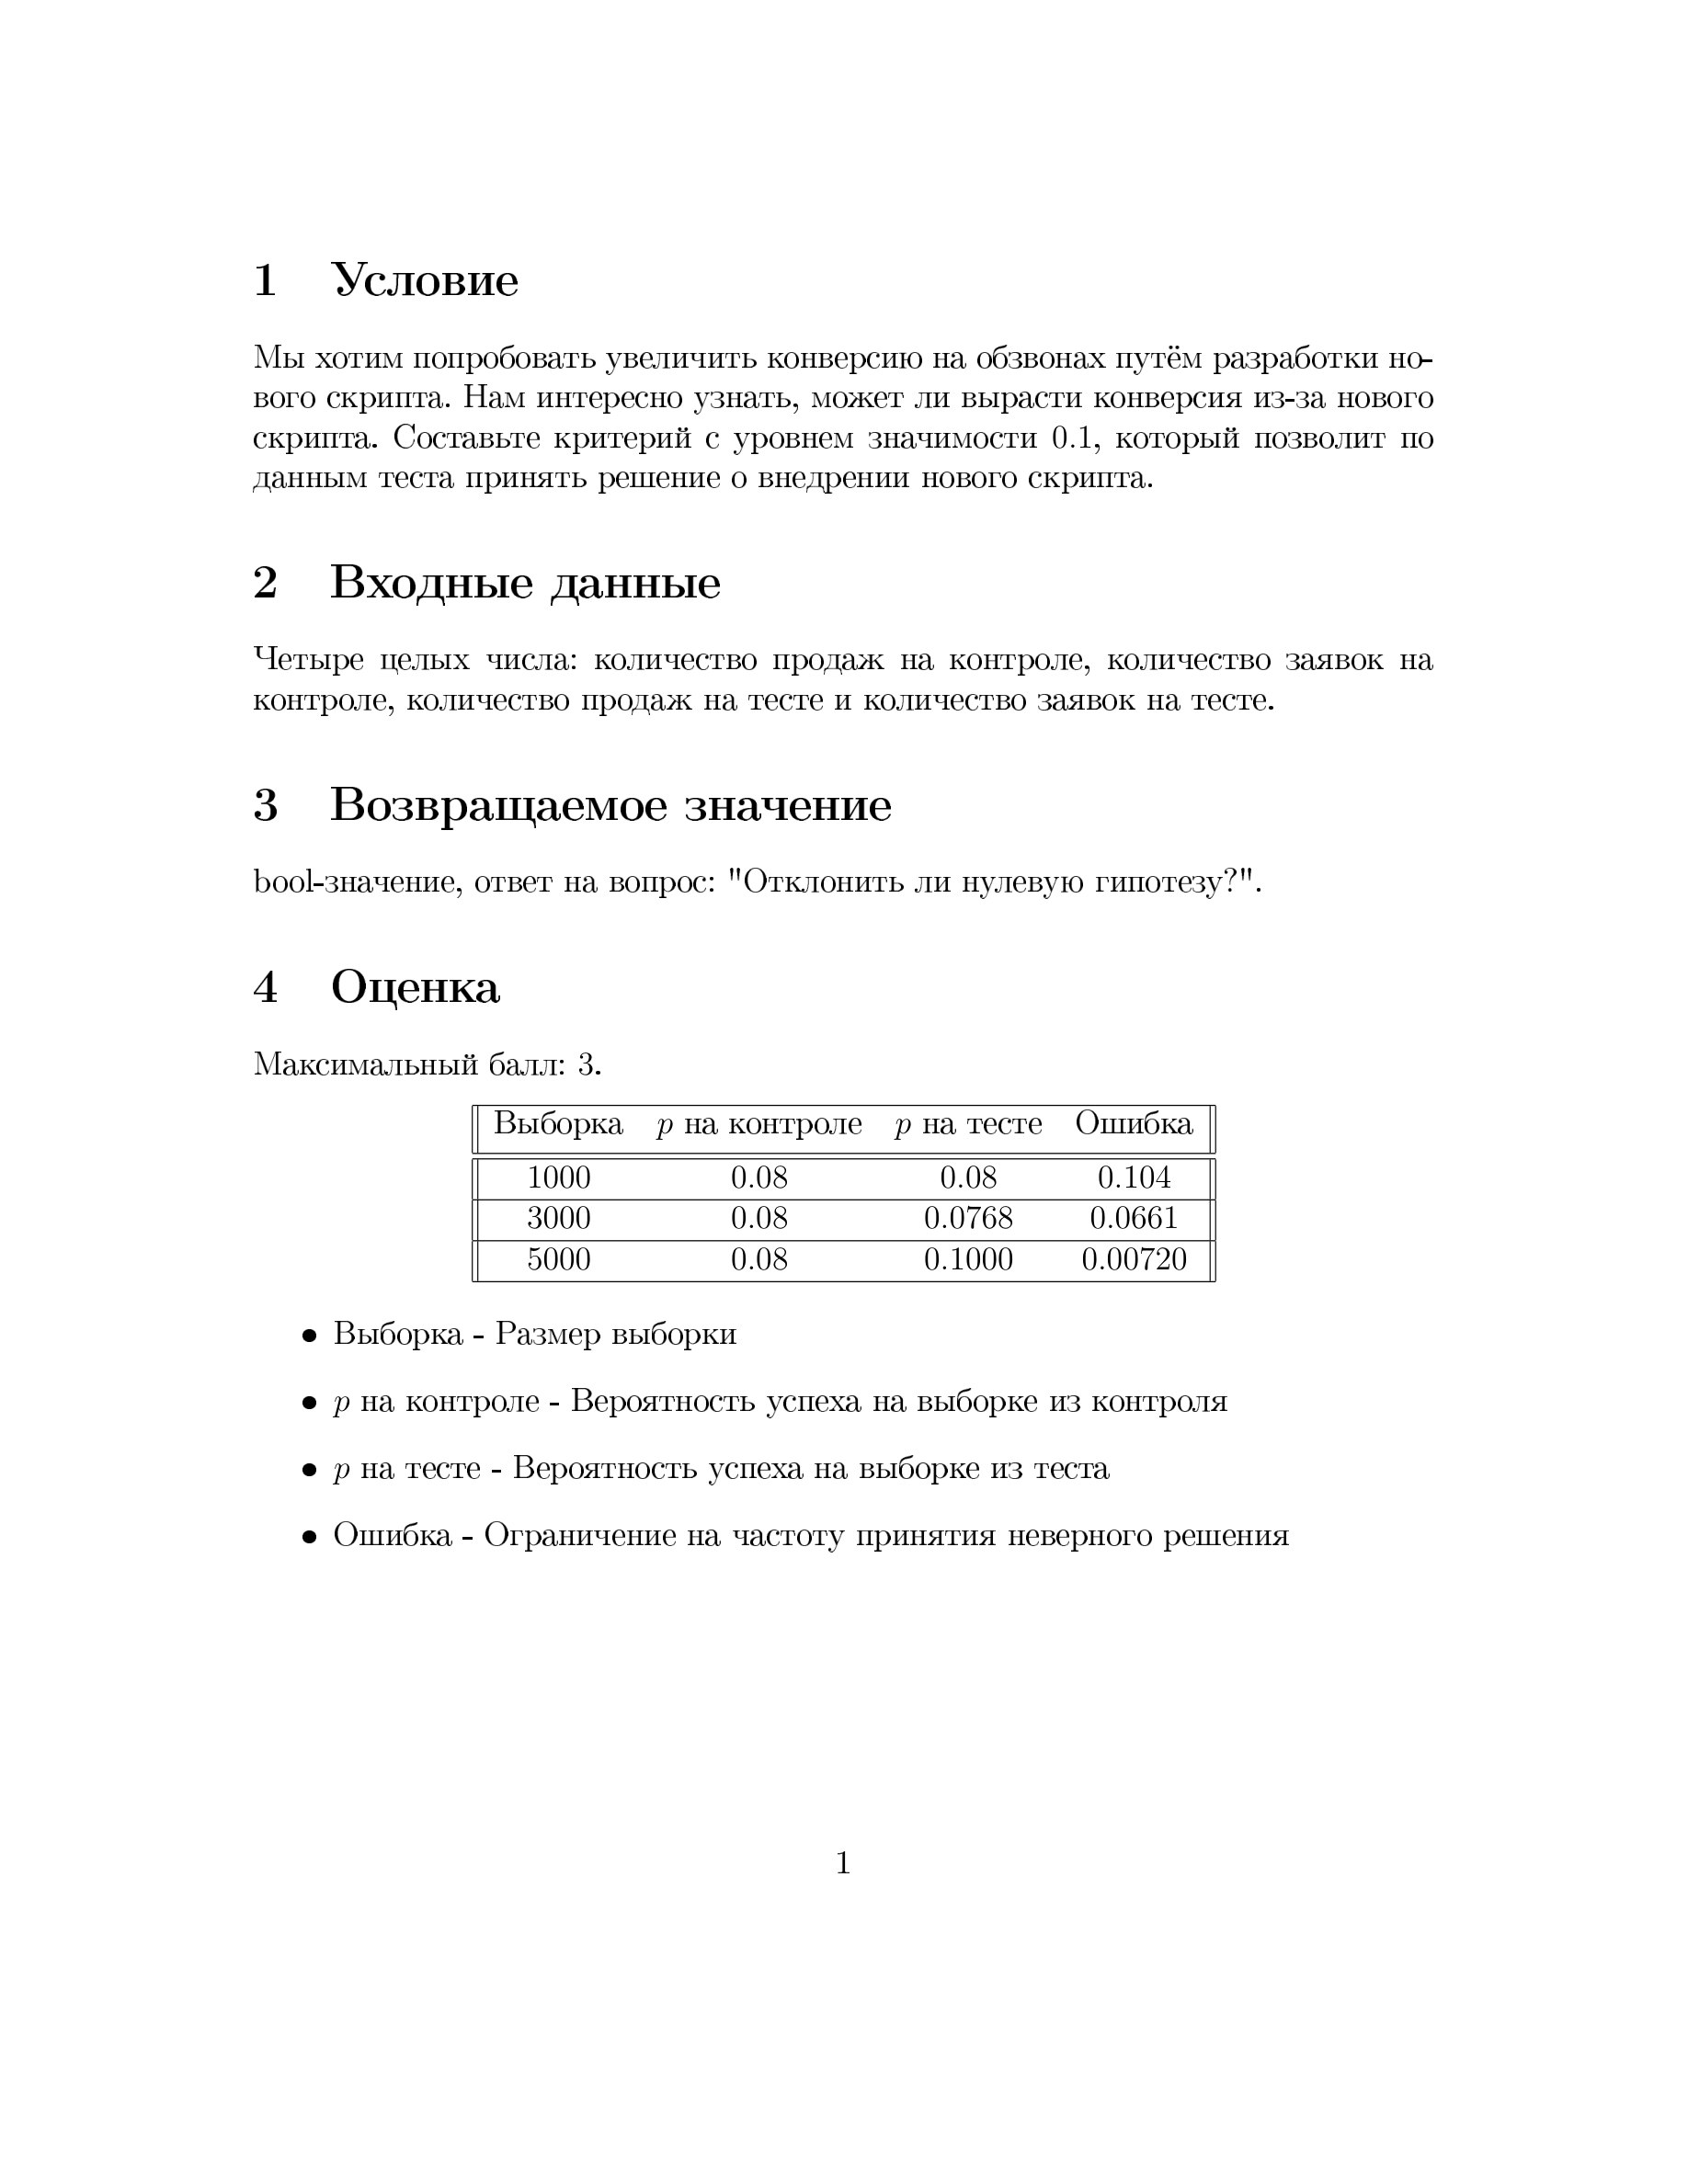 1 Условие
Мы хотим попробовать увеличить конверсию на обзвонах путём разработки но-
вого скрипта. Нам интересно узнать, может ли вырасти конверсия из-за нового
скрипта. Составьте критерий с уровнем значимости 0.1, который позволит по
данным теста принять решение о внедрении нового скрипта.
2 Входные данные
Четыре целых числа: количество продаж на контроле, количество заявок на
контроле, количество продаж на тесте и количество заявок на тесте.
3 Возвращаемое значение
bool-значение, ответ на вопрос: "Отклонить ли нулевую гипотезу?".
4 Оценка
Максимальный балл: 3.
Выборка p на контроле p на тесте Ошибка
1000 0.08 0.08 0.104
3000 0.08 0.0768 0.0661
5000 0.08 0.1000 0.00720
• Выборка - Размер выборки
• p на контроле - Вероятность успеха на выборке из контроля
• p на тесте - Вероятность успеха на выборке из теста
• Ошибка - Ограничение на частоту принятия неверного решения
1